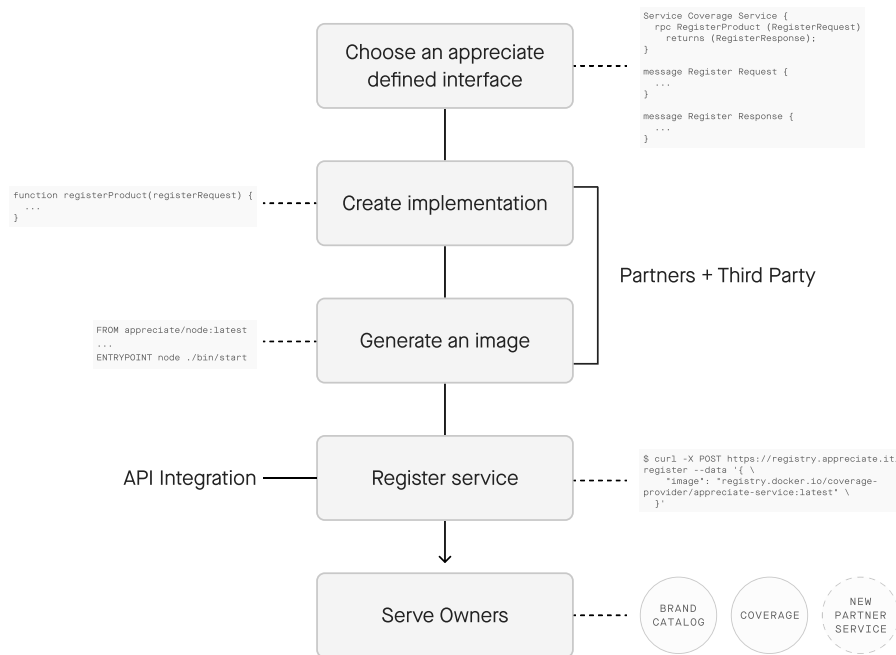 Choose an appreciate
defined interface
Service Coverage Service {
rpc RegisterProduct (RegisterRequest)
returns (RegisterResponse);
}
message Register Request {
...
}
message Register Response {
...
}
function registerProduct(registerRequest) {
...
}
Create implementation
Partners + Third Party
FROM appreciate/node:latest
...
ENTRYPOINT node ./bin/start
Generate an image
API Integration
Register service
$ curl -X POST https://registry.appreciate.it
register --data '{ \
"image": "registry.docker.io/coverage-
provider/appreciate-service:latest" \
}'
Serve Owners
BRAND
CATALOG
COVERAGE
NEW
PARTNER
SERVICE